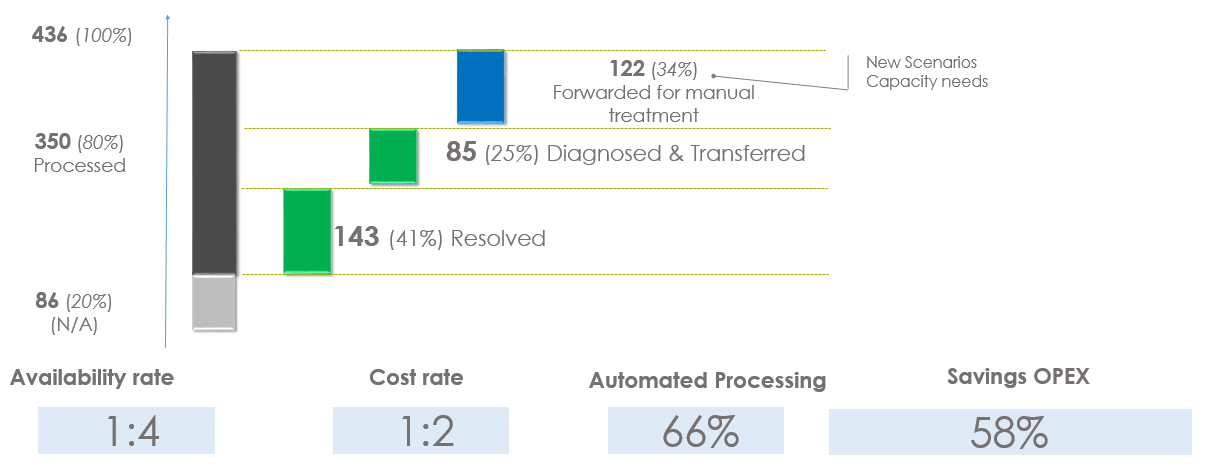 436 (100%)
122 (34%)
Forwarded for manual
treatment
New Scenarios
Capacity needs
350 (80%)
Processed
85 (25%) Diagnosed & Transferred
143 (41%) Resolved
86 (20%)
(N/A)
Availability rate
Cost rate
Automated Processing
Savings OPEX
1:4
1:2
66%
58%